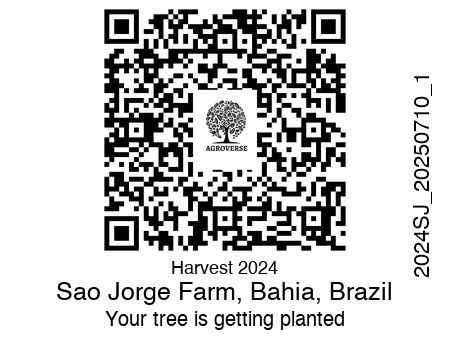 AGROVERSE
Harvest 2024
Sao Jorge Farm, Bahia, Brazil
Your tree is getting planted
2024SJ_20250710_1